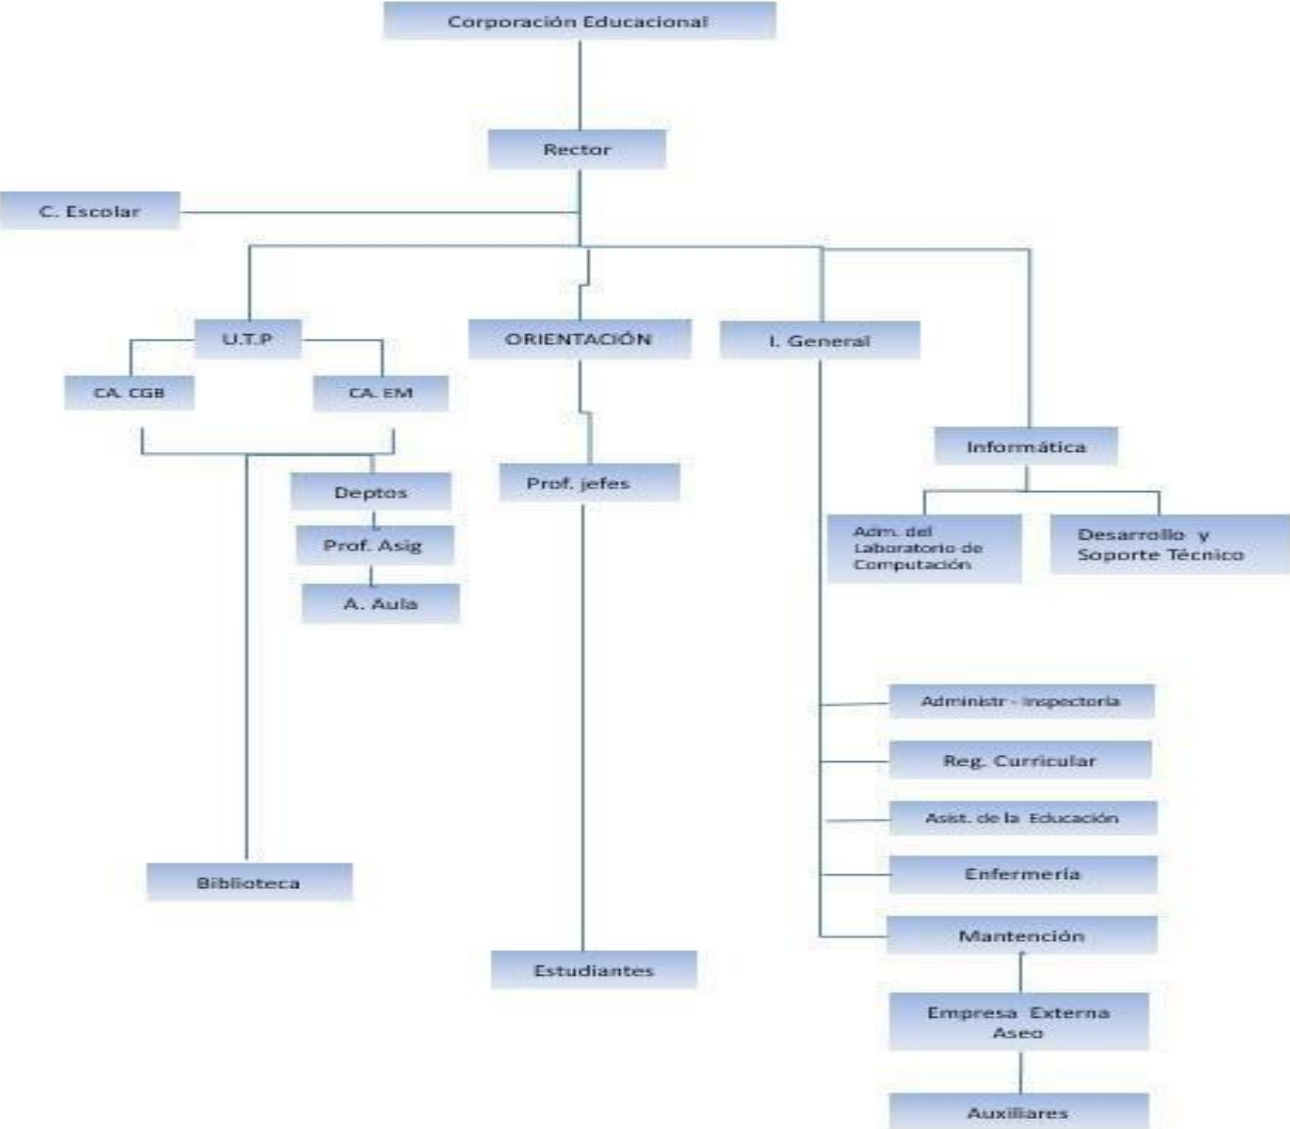 Corporación Educacional
Rector
C. Escolar
U.T.P
ORIENTACIÓN
I. General
CA. CGB
CA. EM
Informática
Prof. jefes
Deptos
Adm. del
Laboratorio de
Computación
Desarrollo y
Soporte Técnico
Prof. Asig
A. Aula
Administr - Inspectoría
Reg. Curricular
Asist. de la Educación
Enfermería
Biblioteca
Mantención
Estudiantes
Empresa Externa
Aseo
Auxiliares